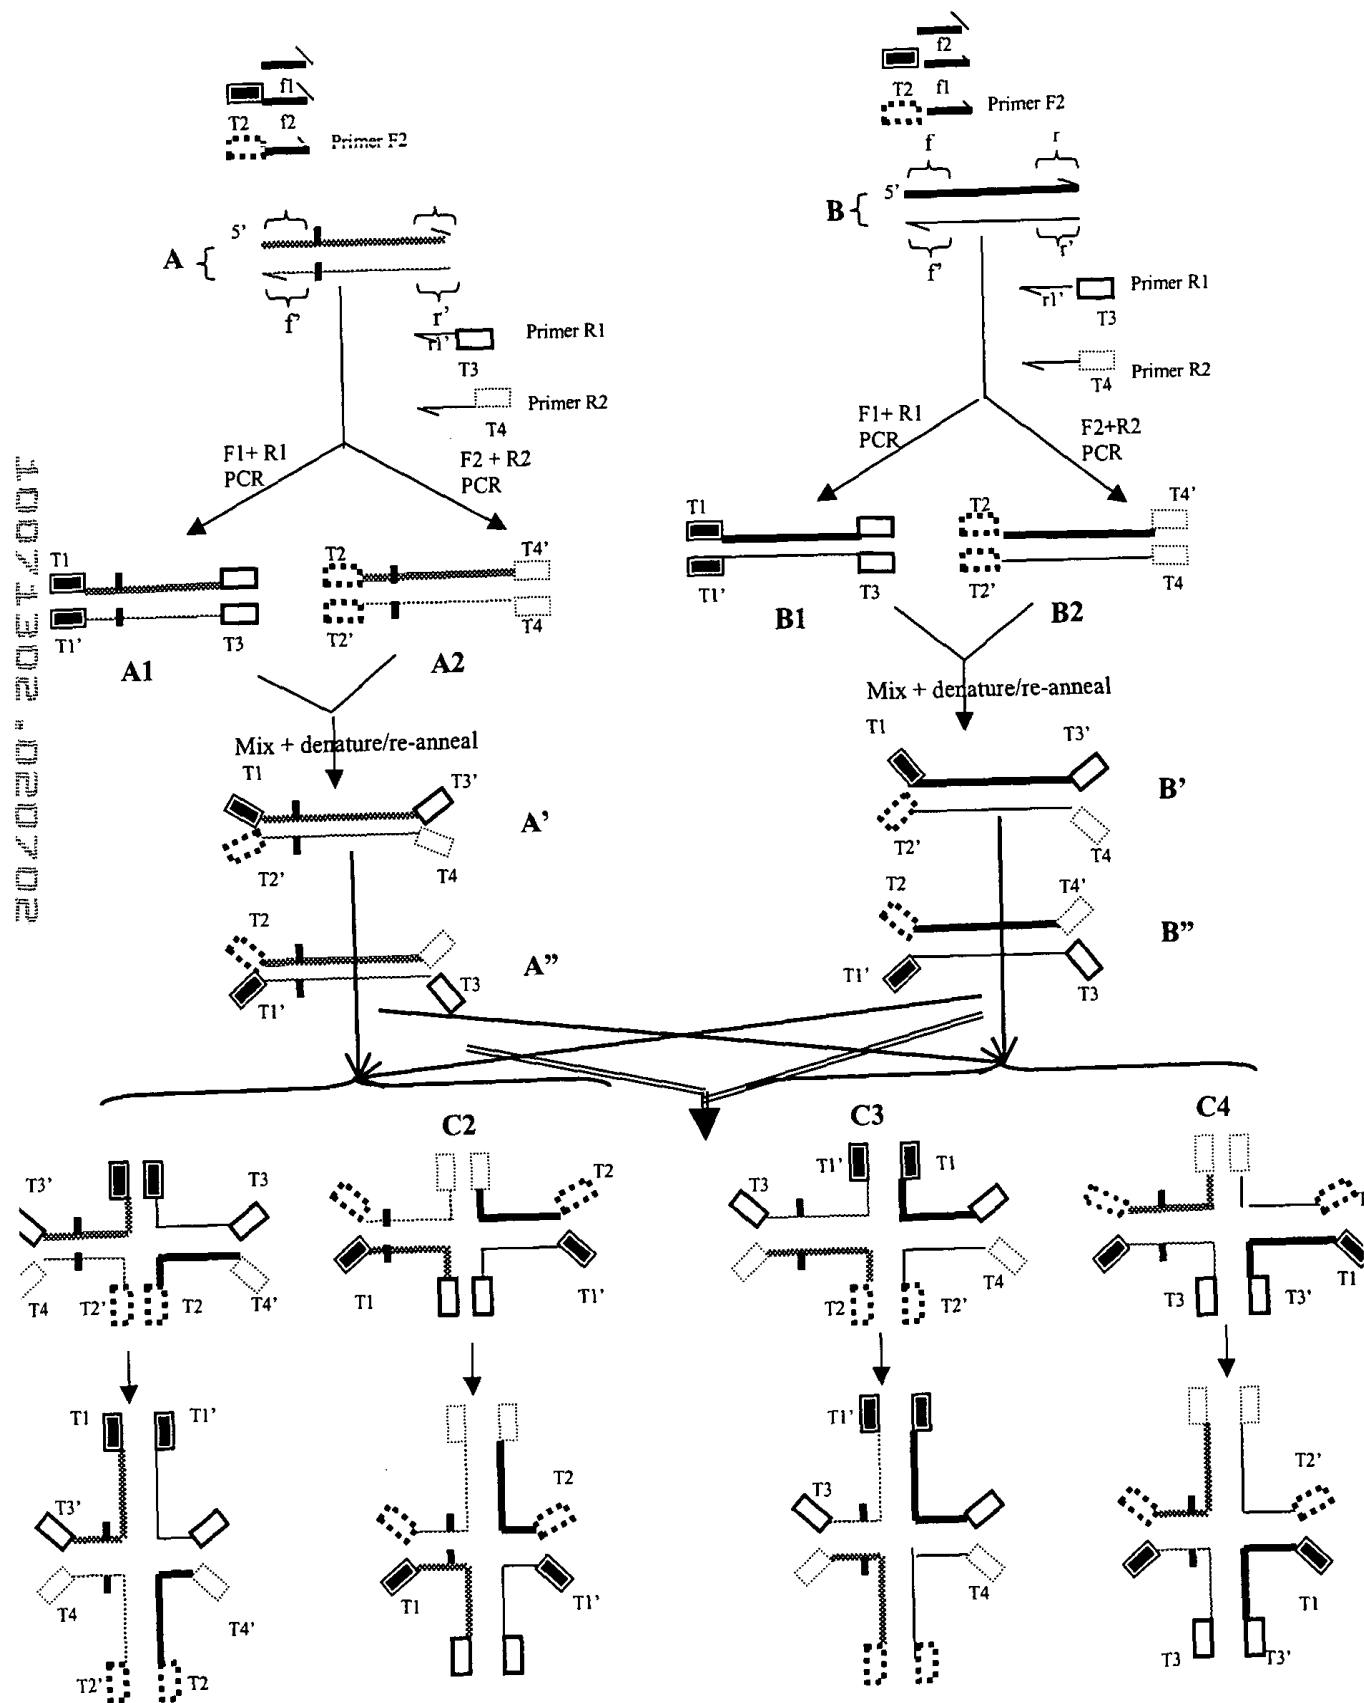 f1
T2
f2
Primer F2
5'
A
f'
r'
r1'
Primer R1
T3
Primer R2
T4
F1+ R1
PCR
F2 + R2
PCR
T1
T2
T4'
T1'
T3
T2'
T4
A1
A2
Mix + denature/re-anneal
T1
T3'
A'
T2'
T4
T2
A”
T1'
T3
f2
T2
f1
Primer F2
f
r
5'
B
f'
r'
r1'
Primer R1
T3
T4
Primer R2
F1+ R1
PCR
F2+R2
PCR
T1
T2
T4'
T1'
T3
T2'
T4
B1
B2
Mix + denature/re-anneal
T1
T3'
B'
T2'
T4
T2
T4'
B”
T1'
T3
10071302.020702
C2
C3
C4
T3'
T3
T4
T2'
T2
T4'
T2
T1
T1'
T1'
T1
T3
T4
T2
T2'
T3
T3'
T1
T1
T1'
T3'
T4
T4'
T2'
T2
T2
T1
T1'
T1'
T3
T4
T2'
T1
T3
T3'